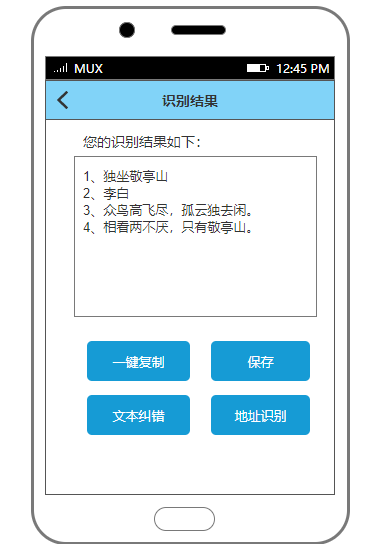 MUX 12:45 PM
识别结果
您的识别结果如下：
1、独坐敬亭山
2、李白
3、众鸟高飞尽，孤云独去闲。
4、相看两不厌，只有敬亭山。
一键复制 保存
文本纠错 地址识别